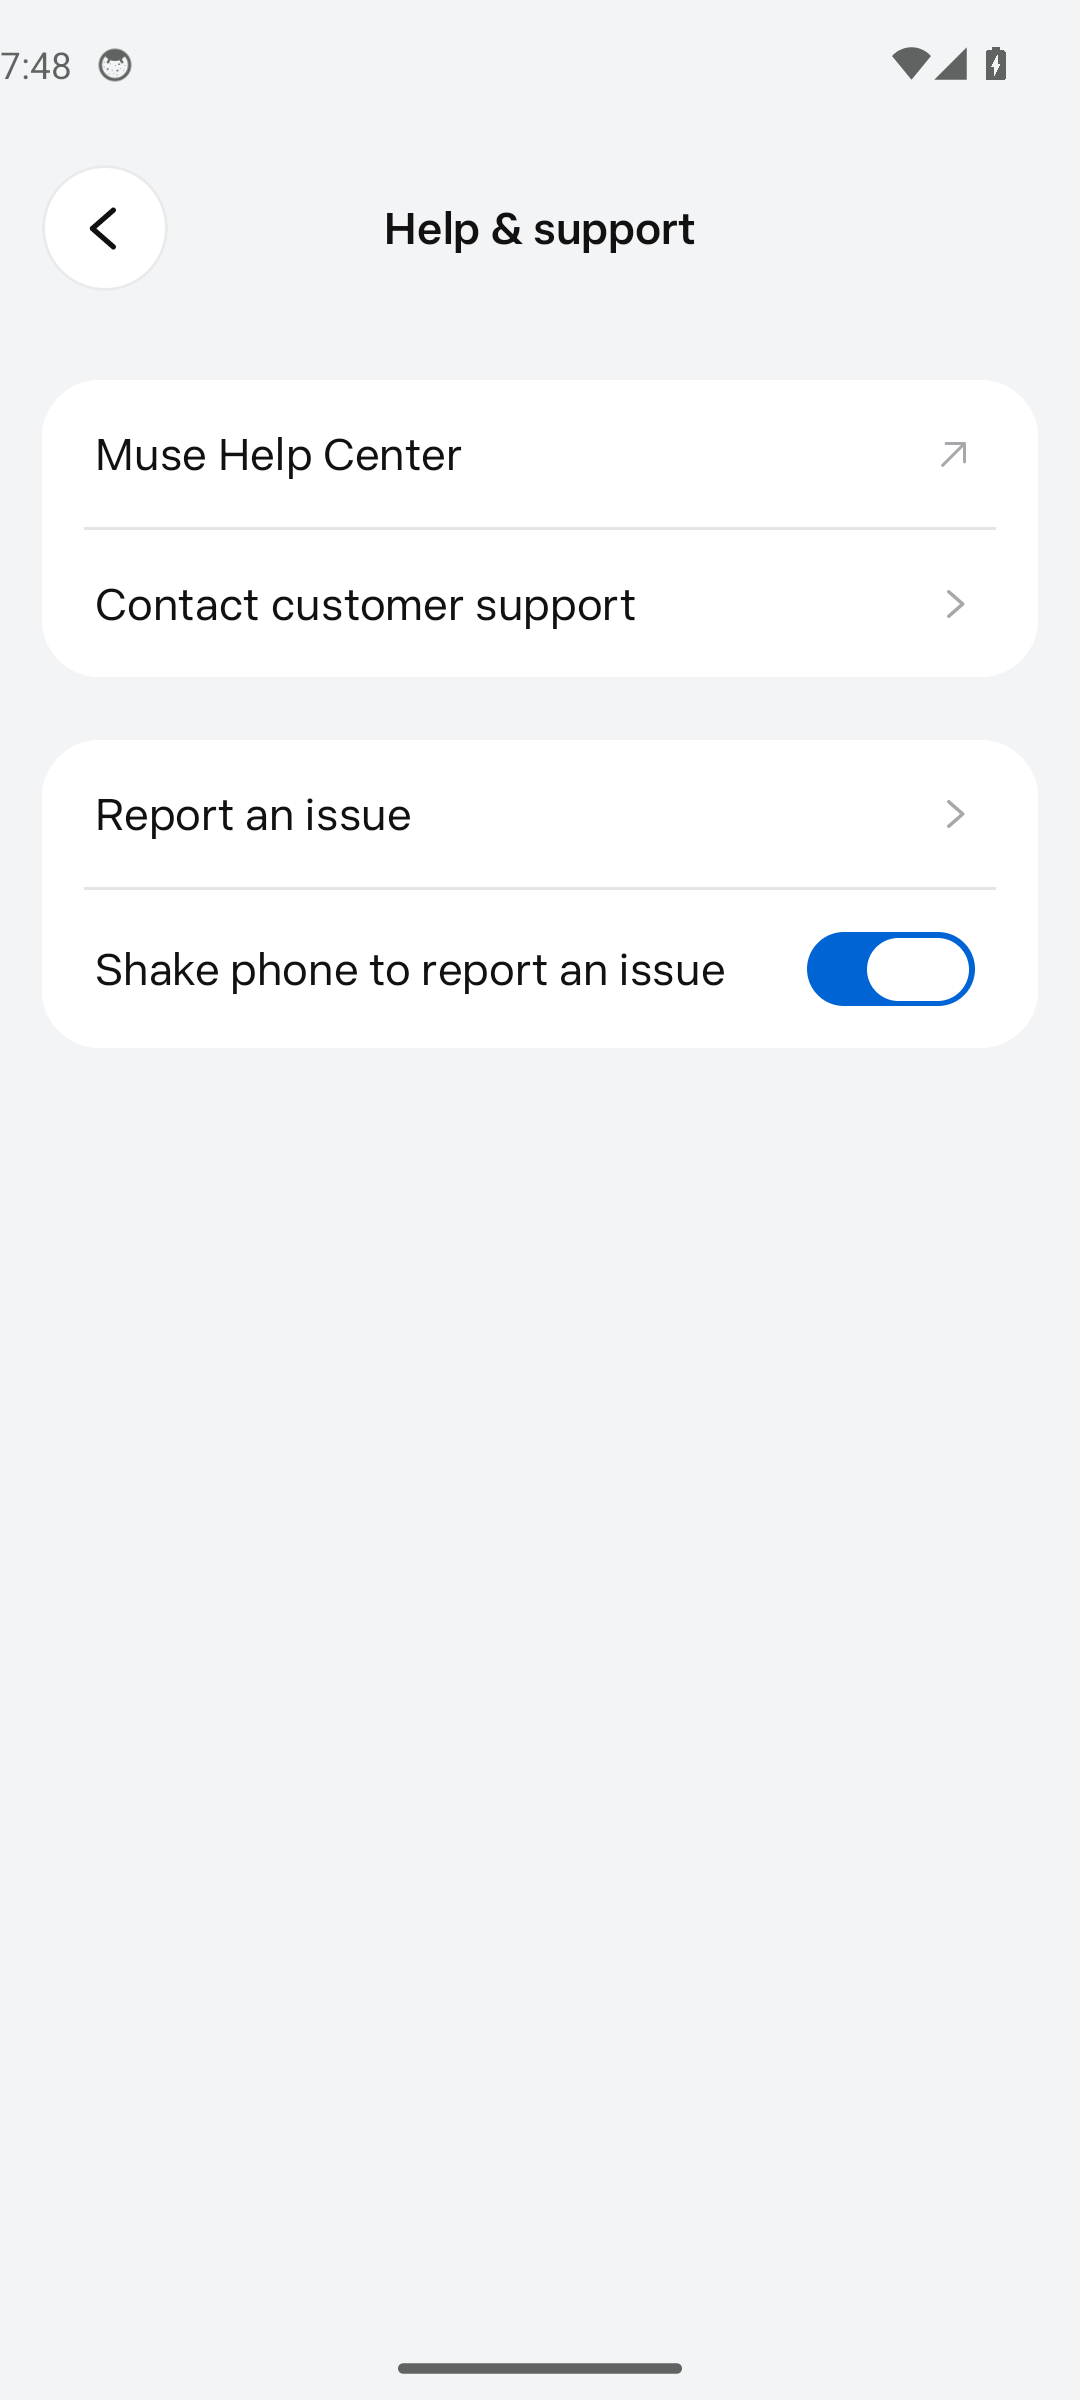 7:48
Help & support
Muse Help Center
Contact customer support
Report an issue
Shake phone to report an issue